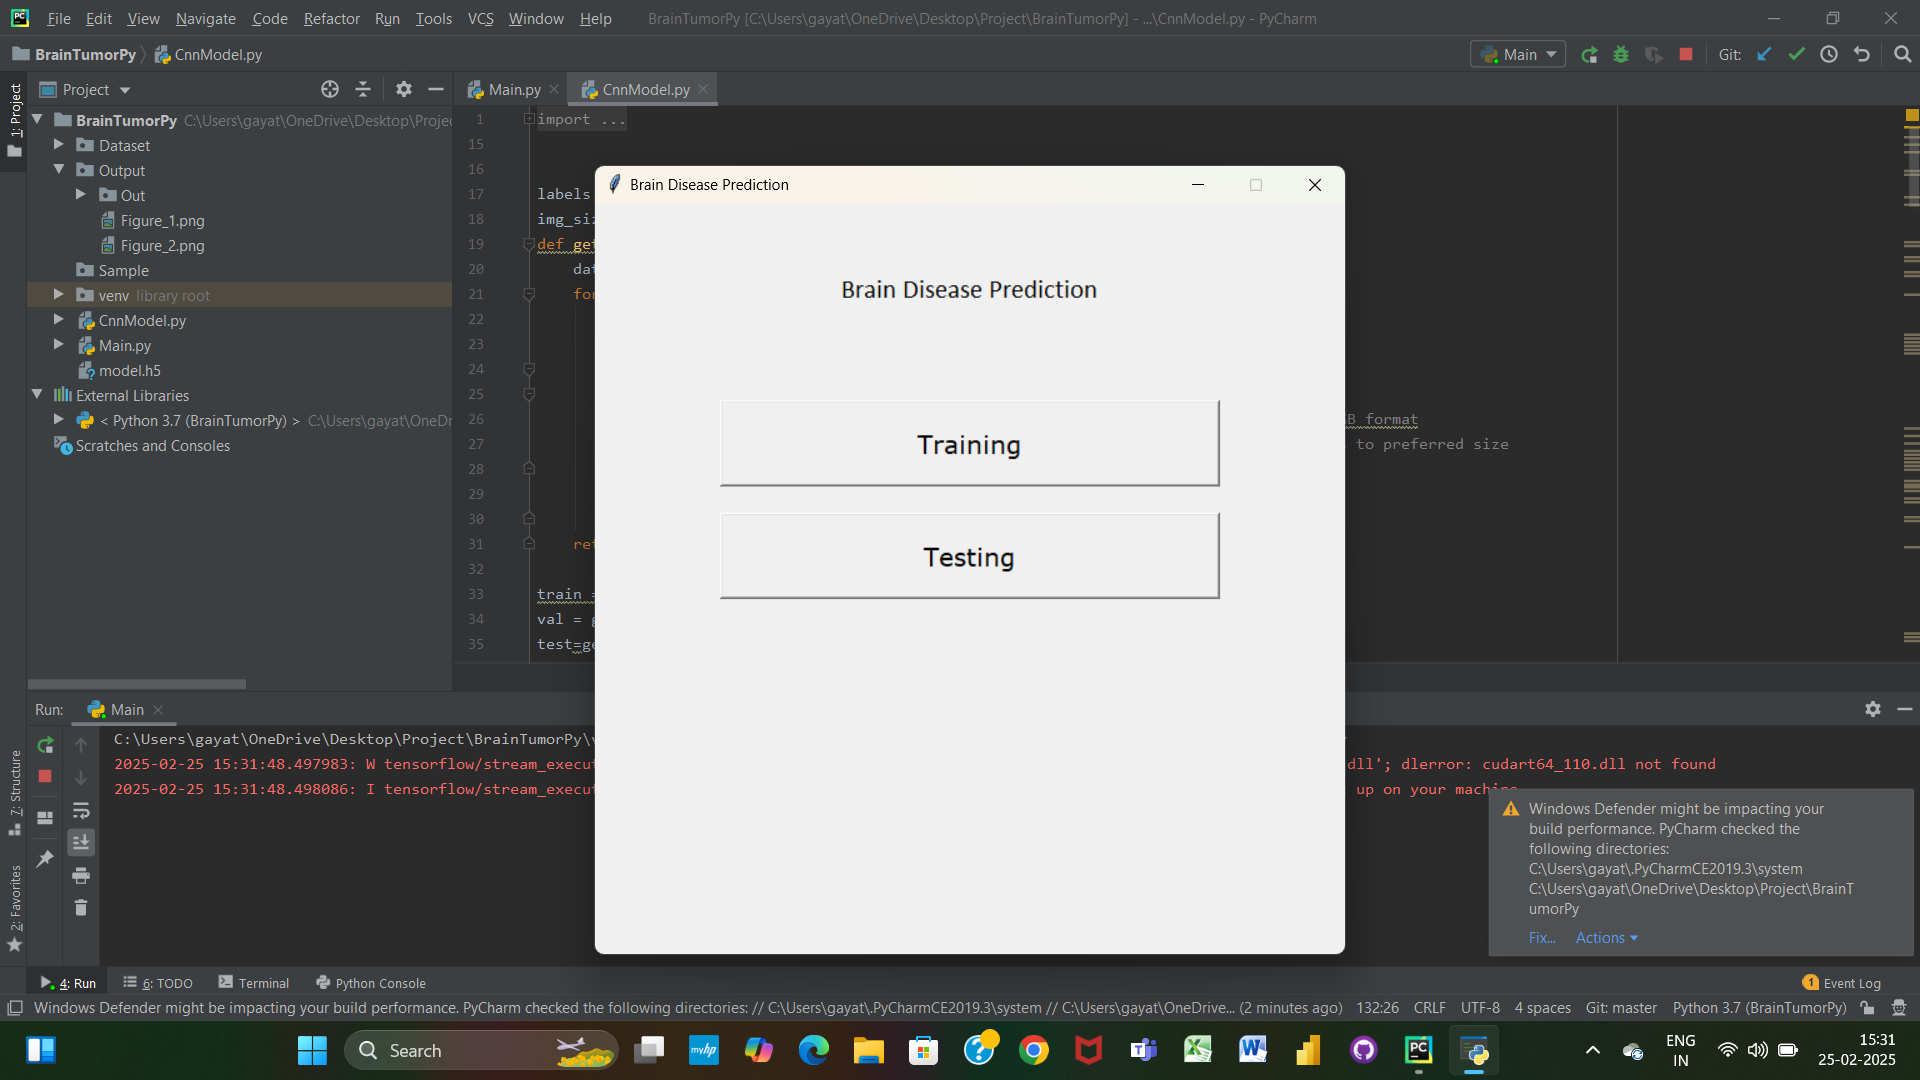 File Edit View Navigate Code Refactor Run Tools VCS Window Help BrainTumorPy [C:\Users\gayat\OneDrive\Desktop\Project\BrainTumorPy] - ...\CnnModel.py - PyCharm
BrainTumorPy CnnModel.py Main Git:
1: Project
Project
BrainTumorPy C:\Users\gayat\OneDrive\Desktop\Projec
Dataset
Output
Out
Figure_1.png
Figure_2.png
Sample
venv library root
CnnModel.py
Main.py
model.h5
External Libraries
< Python 3.7 (BrainTumorPy) > C:\Users\gayat\OneDr
Scratches and Consoles
Main.py CnnModel.py
1 import ...
15
16
17 labels
18 img_siz
19 def get
20 dat
21 for
22
23
24
25
26 B format
27 to preferred size
28
29
30
31 ret
32
33 train =
34 val = g
35 test=ge
Brain Disease Prediction
Brain Disease Prediction
Training
Testing
Run: Main
C:\Users\gayat\OneDrive\Desktop\Project\BrainTumorPy\v
2025-02-25 15:31:48.497983: W tensorflow/stream_execut dll'; dlerror: cudart64_110.dll not found
2025-02-25 15:31:48.498086: I tensorflow/stream_execut up on your machine
7: Structure
2: Favorites
Windows Defender might be impacting your
build performance. PyCharm checked the
following directories:
C:\Users\gayat\.PyCharmCE2019.3\system
C:\Users\gayat\OneDrive\Desktop\Project\BrainT
umorPy
Fix... Actions
4: Run 6: TODO Terminal Python Console 1 Event Log
Windows Defender might be impacting your build performance. PyCharm checked the following directories: // C:\Users\gayat\.PyCharmCE2019.3\system // C:\Users\gayat\OneDrive... (2 minutes ago) 132:26 CRLF UTF-8 4 spaces Git: master Python 3.7 (BrainTumorPy)
Search
myhp
ENG
IN
15:31
25-02-2025